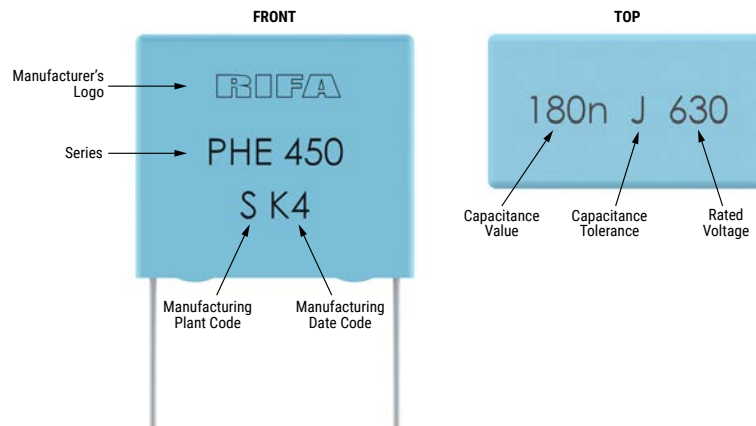 FRONT
Manufacturer's
Logo
RIFA
Series
PHE 450
S K4
Manufacturing
Plant Code
Manufacturing
Date Code
TOP
180n J 630
Capacitance
Value
Capacitance
Tolerance
Rated
Voltage